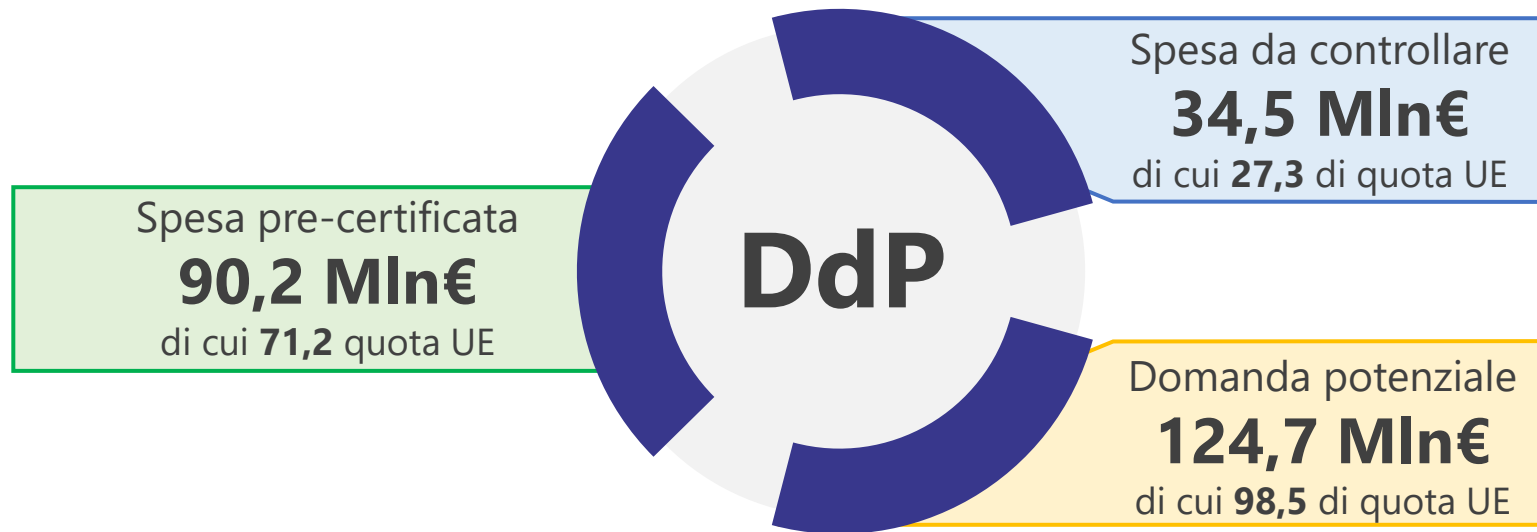 Spesa pre-certificata
90,2 Mln€
di cui 71,2 quota UE
DdP
Spesa da controllare
34,5 Mln€
di cui 27,3 di quota UE
Domanda potenziale
124,7 Mln€
di cui 98,5 di quota UE